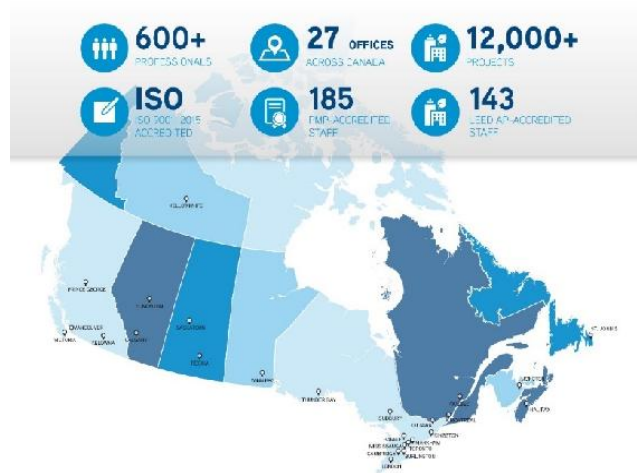 600+
PROFESSIONALS
27 OFFICES
ACROSS CANADA
12,000+
PROJECTS
ISO
ISO 9001:2015
ACCREDITED
185
PMP-ACCREDITED
STAFF
143
LEED AP-ACCREDITED
STAFF
YELLOWKNIFE
PRINCE GEORGE
EDMONTON
SASKATOON
VANCOUVER
VICTORIA
KELOWNA
CALGARY
REGINA
WINNIPEG
THUNDER BAY
SUDBURY
OTTAWA
MONTREAL
KINGSTON
MARKHAM
TORONTO
BURLINGTON
LONDON
HALIFAX
ST. JOHN'S